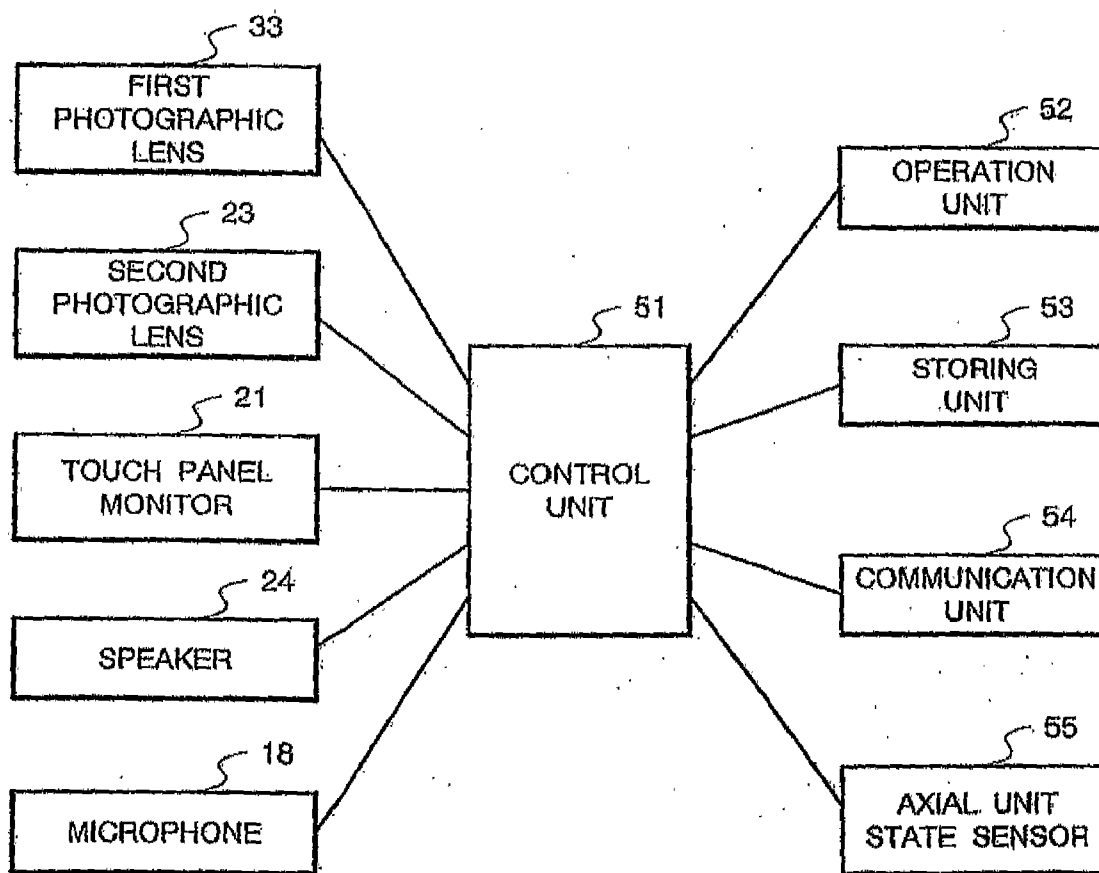 33
FIRST
PHOTOGRAPHIC
LENS
23
SECOND
PHOTOGRAPHIC
LENS
21
TOUCH PANEL
MONITOR
24
SPEAKER
18
MICROPHONE
51
CONTROL
UNIT
52
OPERATION
UNIT
53
STORING
UNIT
54
COMMUNICATION
UNIT
55
AXIAL UNIT
STATE SENSOR